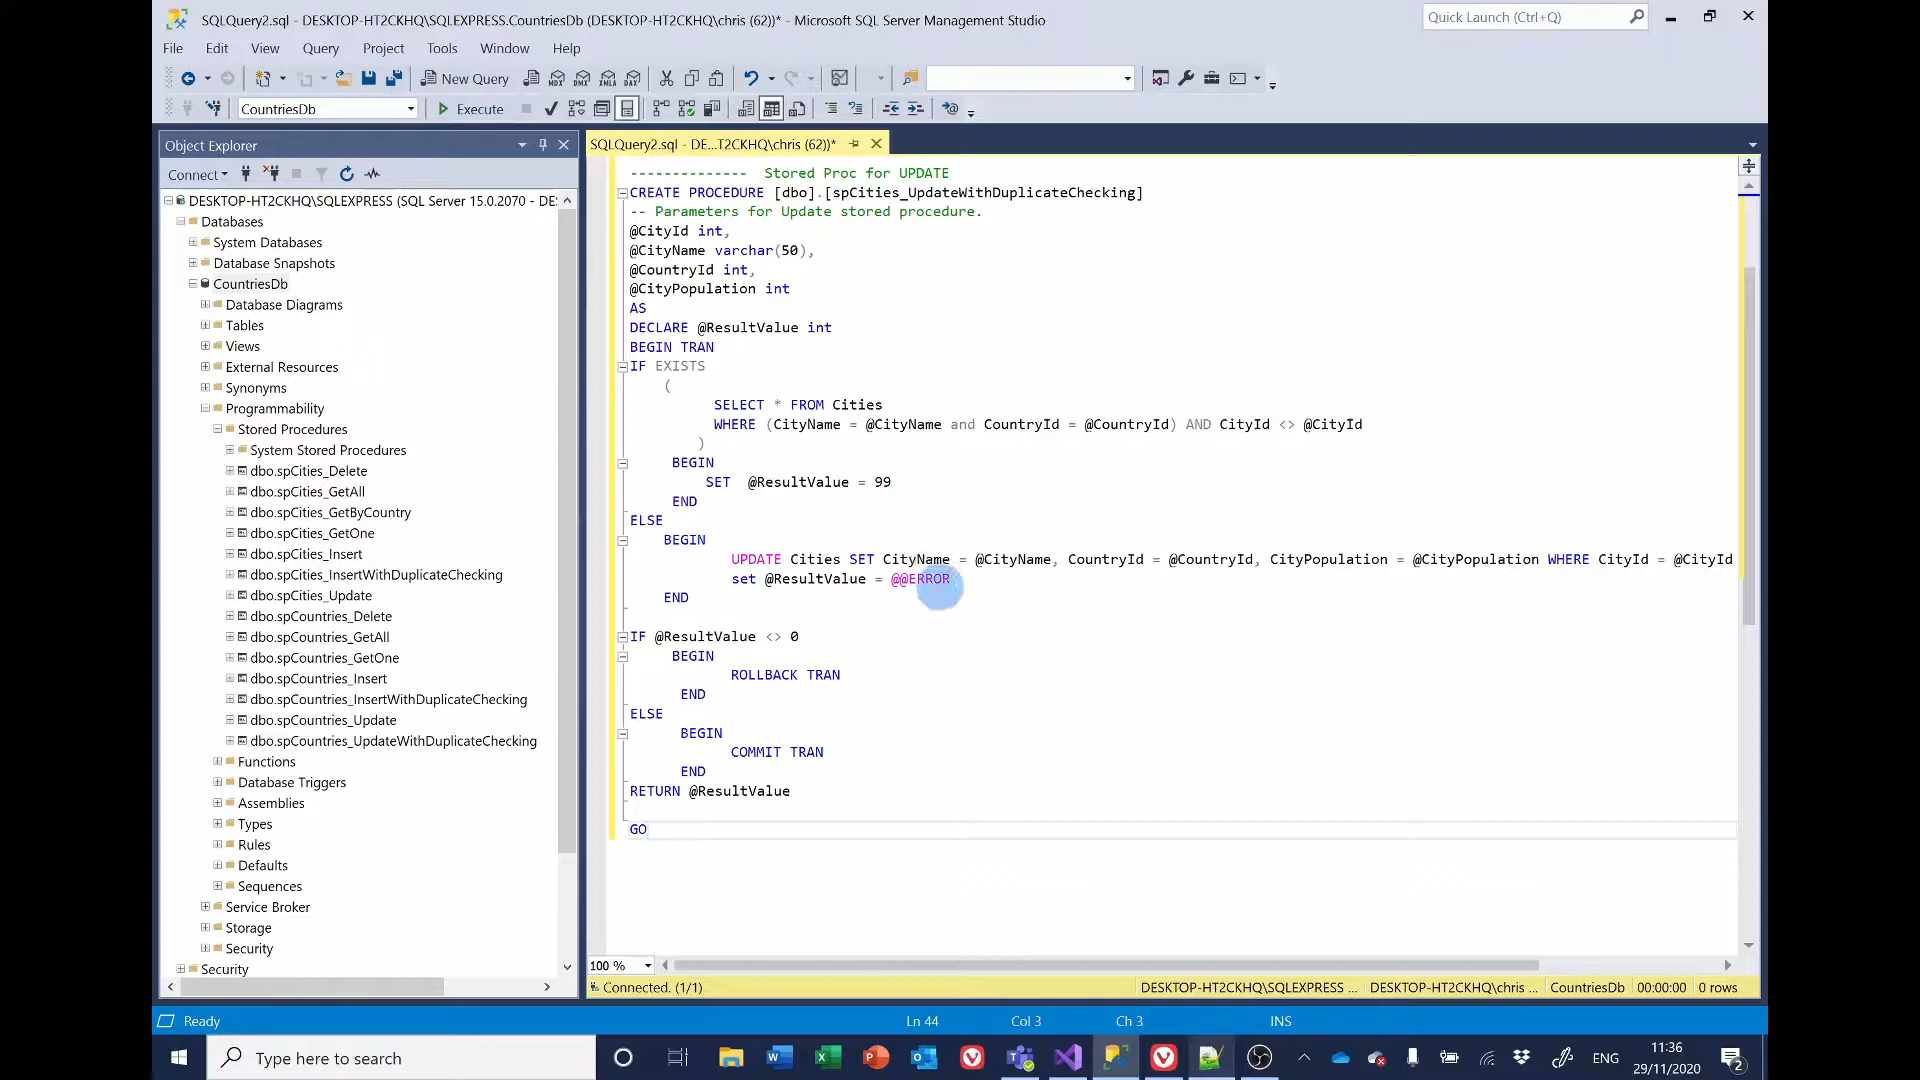 SQLQuery2.sql - DESKTOP-HT2CKHQ\SQLEXPRESS.CountriesDb (DESKTOP-HT2CKHQ\chris (62))* - Microsoft SQL Server Management Studio
Quick Launch (Ctrl+Q)
File Edit View Query Project Tools Window Help
New Query
MDX DMX XMLA DAX
CountriesDb
Execute
Object Explorer
Connect
DESKTOP-HT2CKHQ\SQLEXPRESS (SQL Server 15.0.2070 - DE
Databases
System Databases
Database Snapshots
CountriesDb
Database Diagrams
Tables
Views
External Resources
Synonyms
Programmability
Stored Procedures
System Stored Procedures
dbo.spCities_Delete
dbo.spCities_GetAll
dbo.spCities_GetByCountry
dbo.spCities_GetOne
dbo.spCities_Insert
dbo.spCities_InsertWithDuplicateChecking
dbo.spCities_Update
dbo.spCountries_Delete
dbo.spCountries_GetAll
dbo.spCountries_GetOne
dbo.spCountries_Insert
dbo.spCountries_InsertWithDuplicateChecking
dbo.spCountries_Update
dbo.spCountries_UpdateWithDuplicateChecking
Functions
Database Triggers
Assemblies
Types
Rules
Defaults
Sequences
Service Broker
Storage
Security
Security
SQLQuery2.sql - DE...T2CKHQ\chris (62))*
-------------- Stored Proc for UPDATE
CREATE PROCEDURE [dbo].[spCities_UpdateWithDuplicateChecking]
-- Parameters for Update stored procedure.
@CityId int,
@CityName varchar(50),
@CountryId int,
@CityPopulation int
AS
DECLARE @ResultValue int
BEGIN TRAN
IF EXISTS
(
SELECT * FROM Cities
WHERE (CityName = @CityName and CountryId = @CountryId) AND CityId <> @CityId
)
BEGIN
SET @ResultValue = 99
END
ELSE
BEGIN
UPDATE Cities SET CityName = @CityName, CountryId = @CountryId, CityPopulation = @CityPopulation WHERE CityId = @CityId
set @ResultValue = @@ERROR
END
IF @ResultValue <> 0
BEGIN
ROLLBACK TRAN
END
ELSE
BEGIN
COMMIT TRAN
END
RETURN @ResultValue
GO
100 %
Connected. (1/1)
DESKTOP-HT2CKHQ\SQLEXPRESS ... DESKTOP-HT2CKHQ\chris ... CountriesDb 00:00:00 0 rows
Ready
Ln 44 Col 3 Ch 3 INS
Type here to search
ENG
11:36
29/11/2020
2